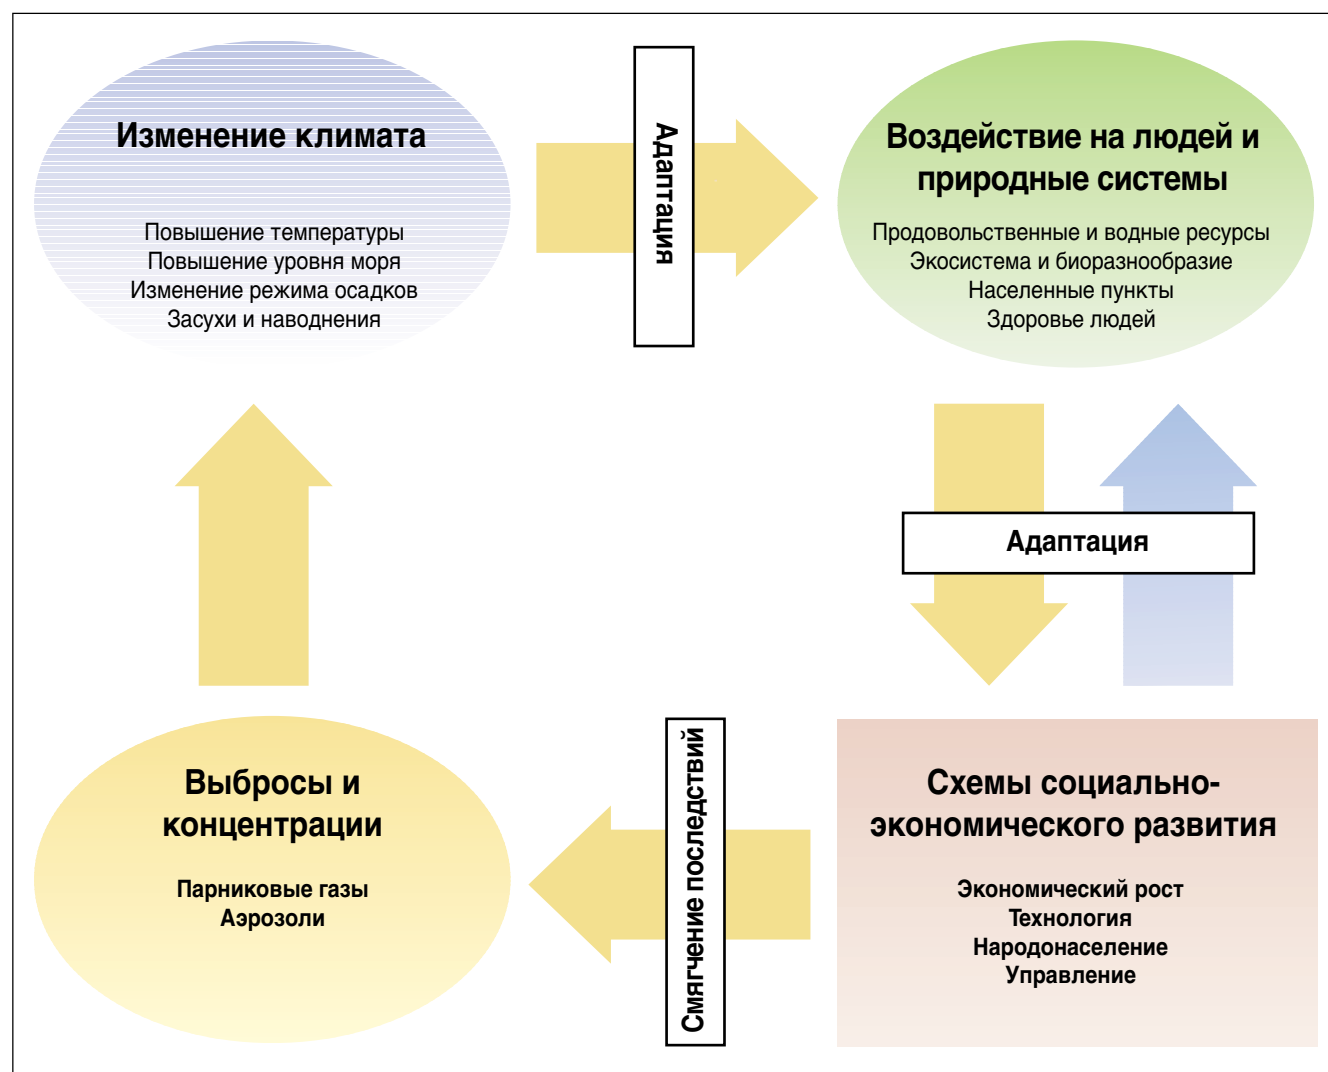 Изменение климата
Повышение температуры
Повышение уровня моря
Изменение режима осадков
Засухи и наводнения
Адаптация
Воздействие на людей и
природные системы
Продовольственные и водные ресурсы
Экосистема и биоразнообразие
Населенные пункты
Здоровье людей
Адаптация
Выбросы и
концентрации
Парниковые газы
Аэрозоли
Смягчение последствий
Схемы социально-
экономического развития
Экономический рост
Технология
Народонаселение
Управление